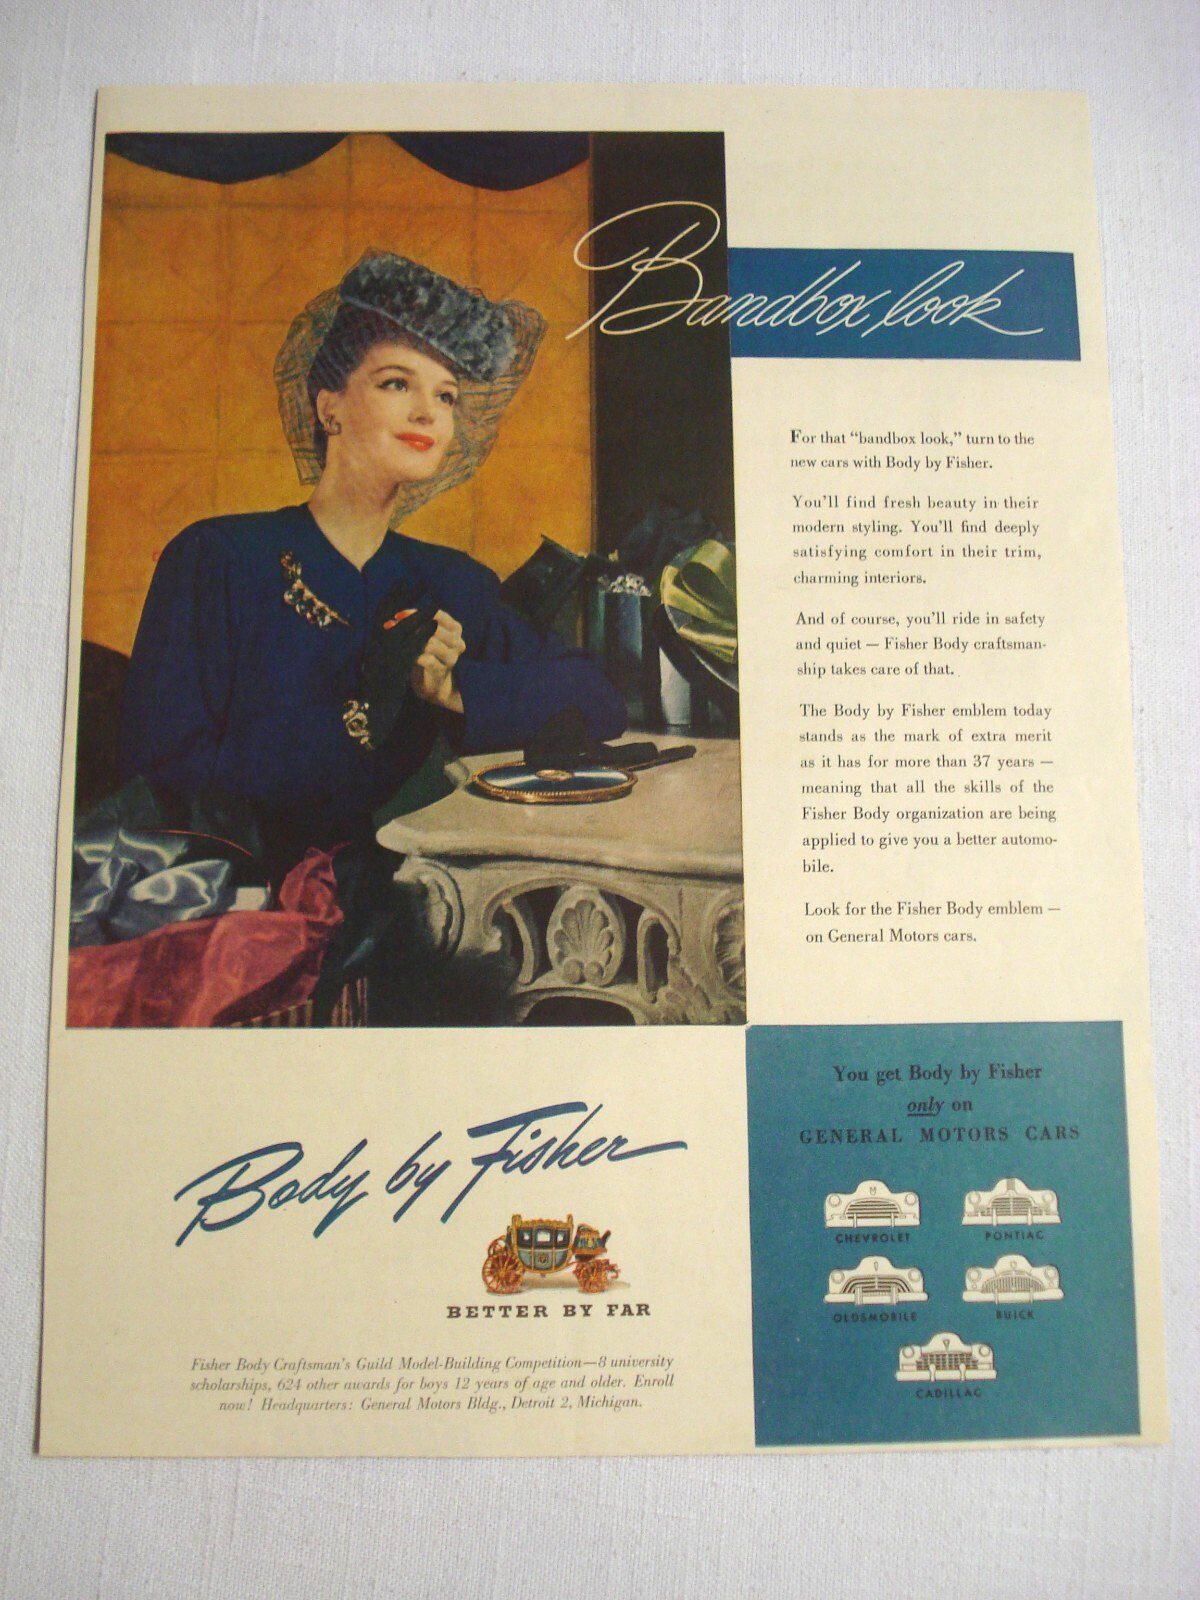 Bandbox look
For that “bandbox look,” turn to the
new cars with Body by Fisher.
You’ll find fresh beauty in their
modern styling. You’ll find deeply
satisfying comfort in their trim,
charming interiors.
And of course, you’ll ride in safety
and quiet — Fisher Body craftsman-
ship takes care of that.
The Body by Fisher emblem today
stands as the mark of extra merit
as it has for more than 37 years —
meaning that all the skills of the
Fisher Body organization are being
applied to give you a better automo-
bile.
Look for the Fisher Body emblem —
on General Motors cars.
Body by Fisher
BETTER BY FAR
Fisher Body Craftsman’s Guild Model-Building Competition—8 university
scholarships, 624 other awards for boys 12 years of age and older. Enroll
now! Headquarters: General Motors Bldg., Detroit 2, Michigan.
You get Body by Fisher
only on
GENERAL MOTORS CARS
CHEVROLET
PONTIAC
OLDSMOBILE
BUICK
CADILLAC